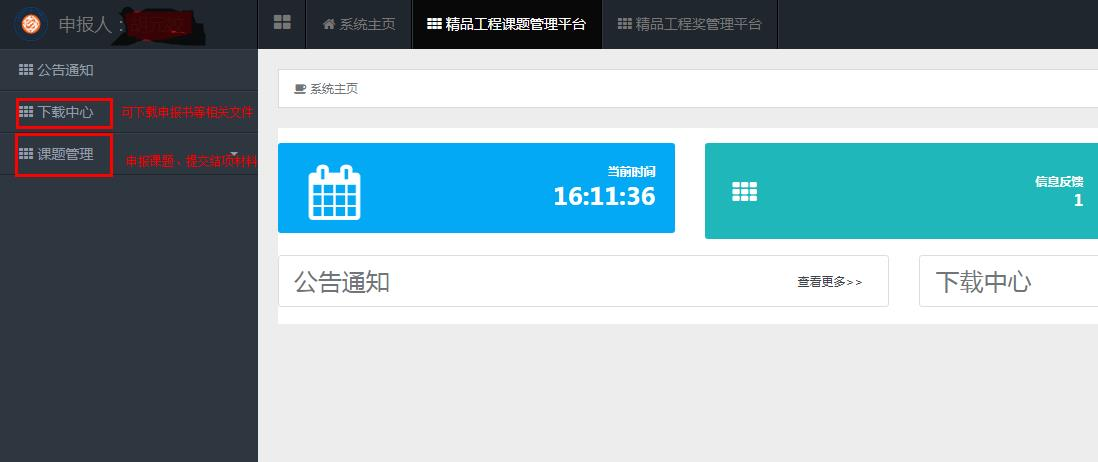 申报人：
系统主页
精品工程课题管理平台
精品工程奖管理平台
公告通知
下载中心
可下载申报书等相关文件
课题管理
申报课题、提交结项材料
系统主页
当前时间
16:11:36
信息反馈
1
公告通知
查看更多>>
下载中心